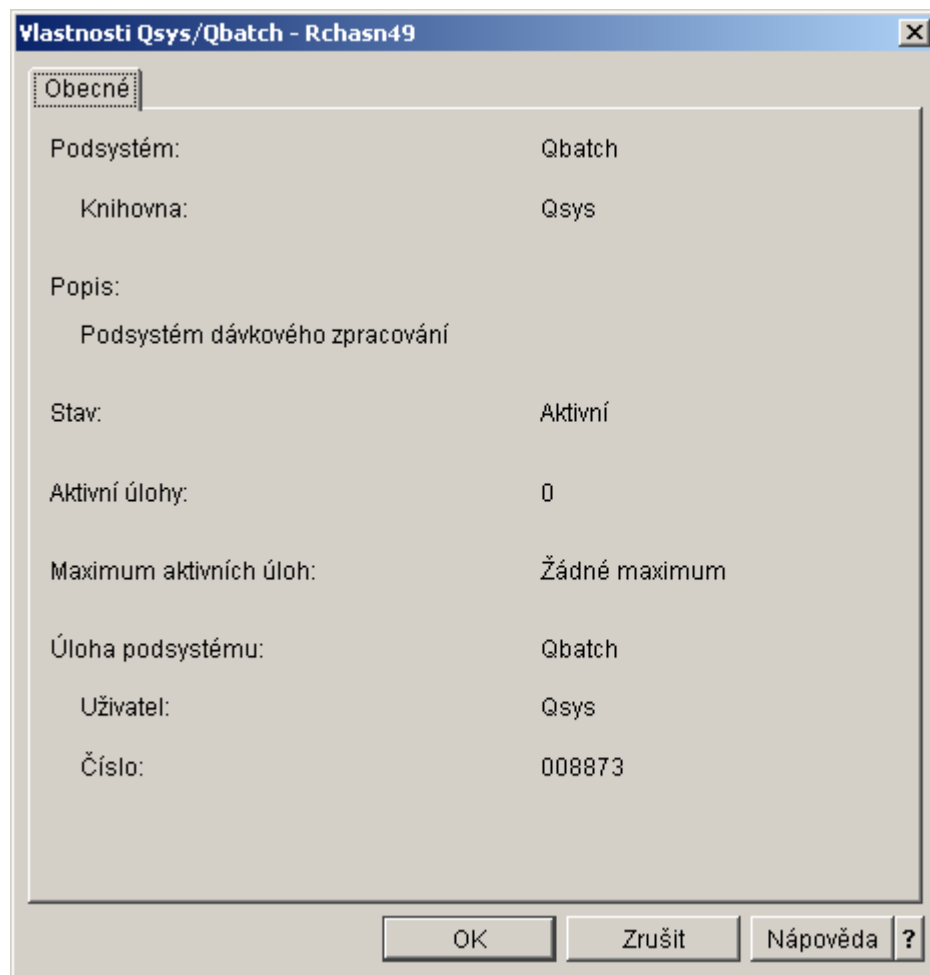 Vlastnosti Qsys/Qbatch - Rchasn49
Obecné
Podsystém: Qbatch
Knihovna: Qsys
Popis:
Podsystém dávkového zpracování
Stav: Aktivní
Aktivní úlohy: 0
Maximum aktivních úloh: Žádné maximum
Úloha podsystému: Qbatch
Uživatel: Qsys
Číslo: 008873
OK Zrušit Nápověda ?